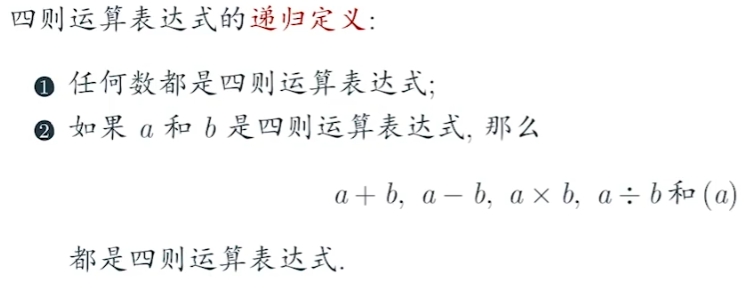 四则运算表达式的递归定义:
❶ 任何数都是四则运算表达式;
❷ 如果 a 和 b 是四则运算表达式, 那么
a + b, a − b, a × b, a ÷ b 和 (a)
都是四则运算表达式.